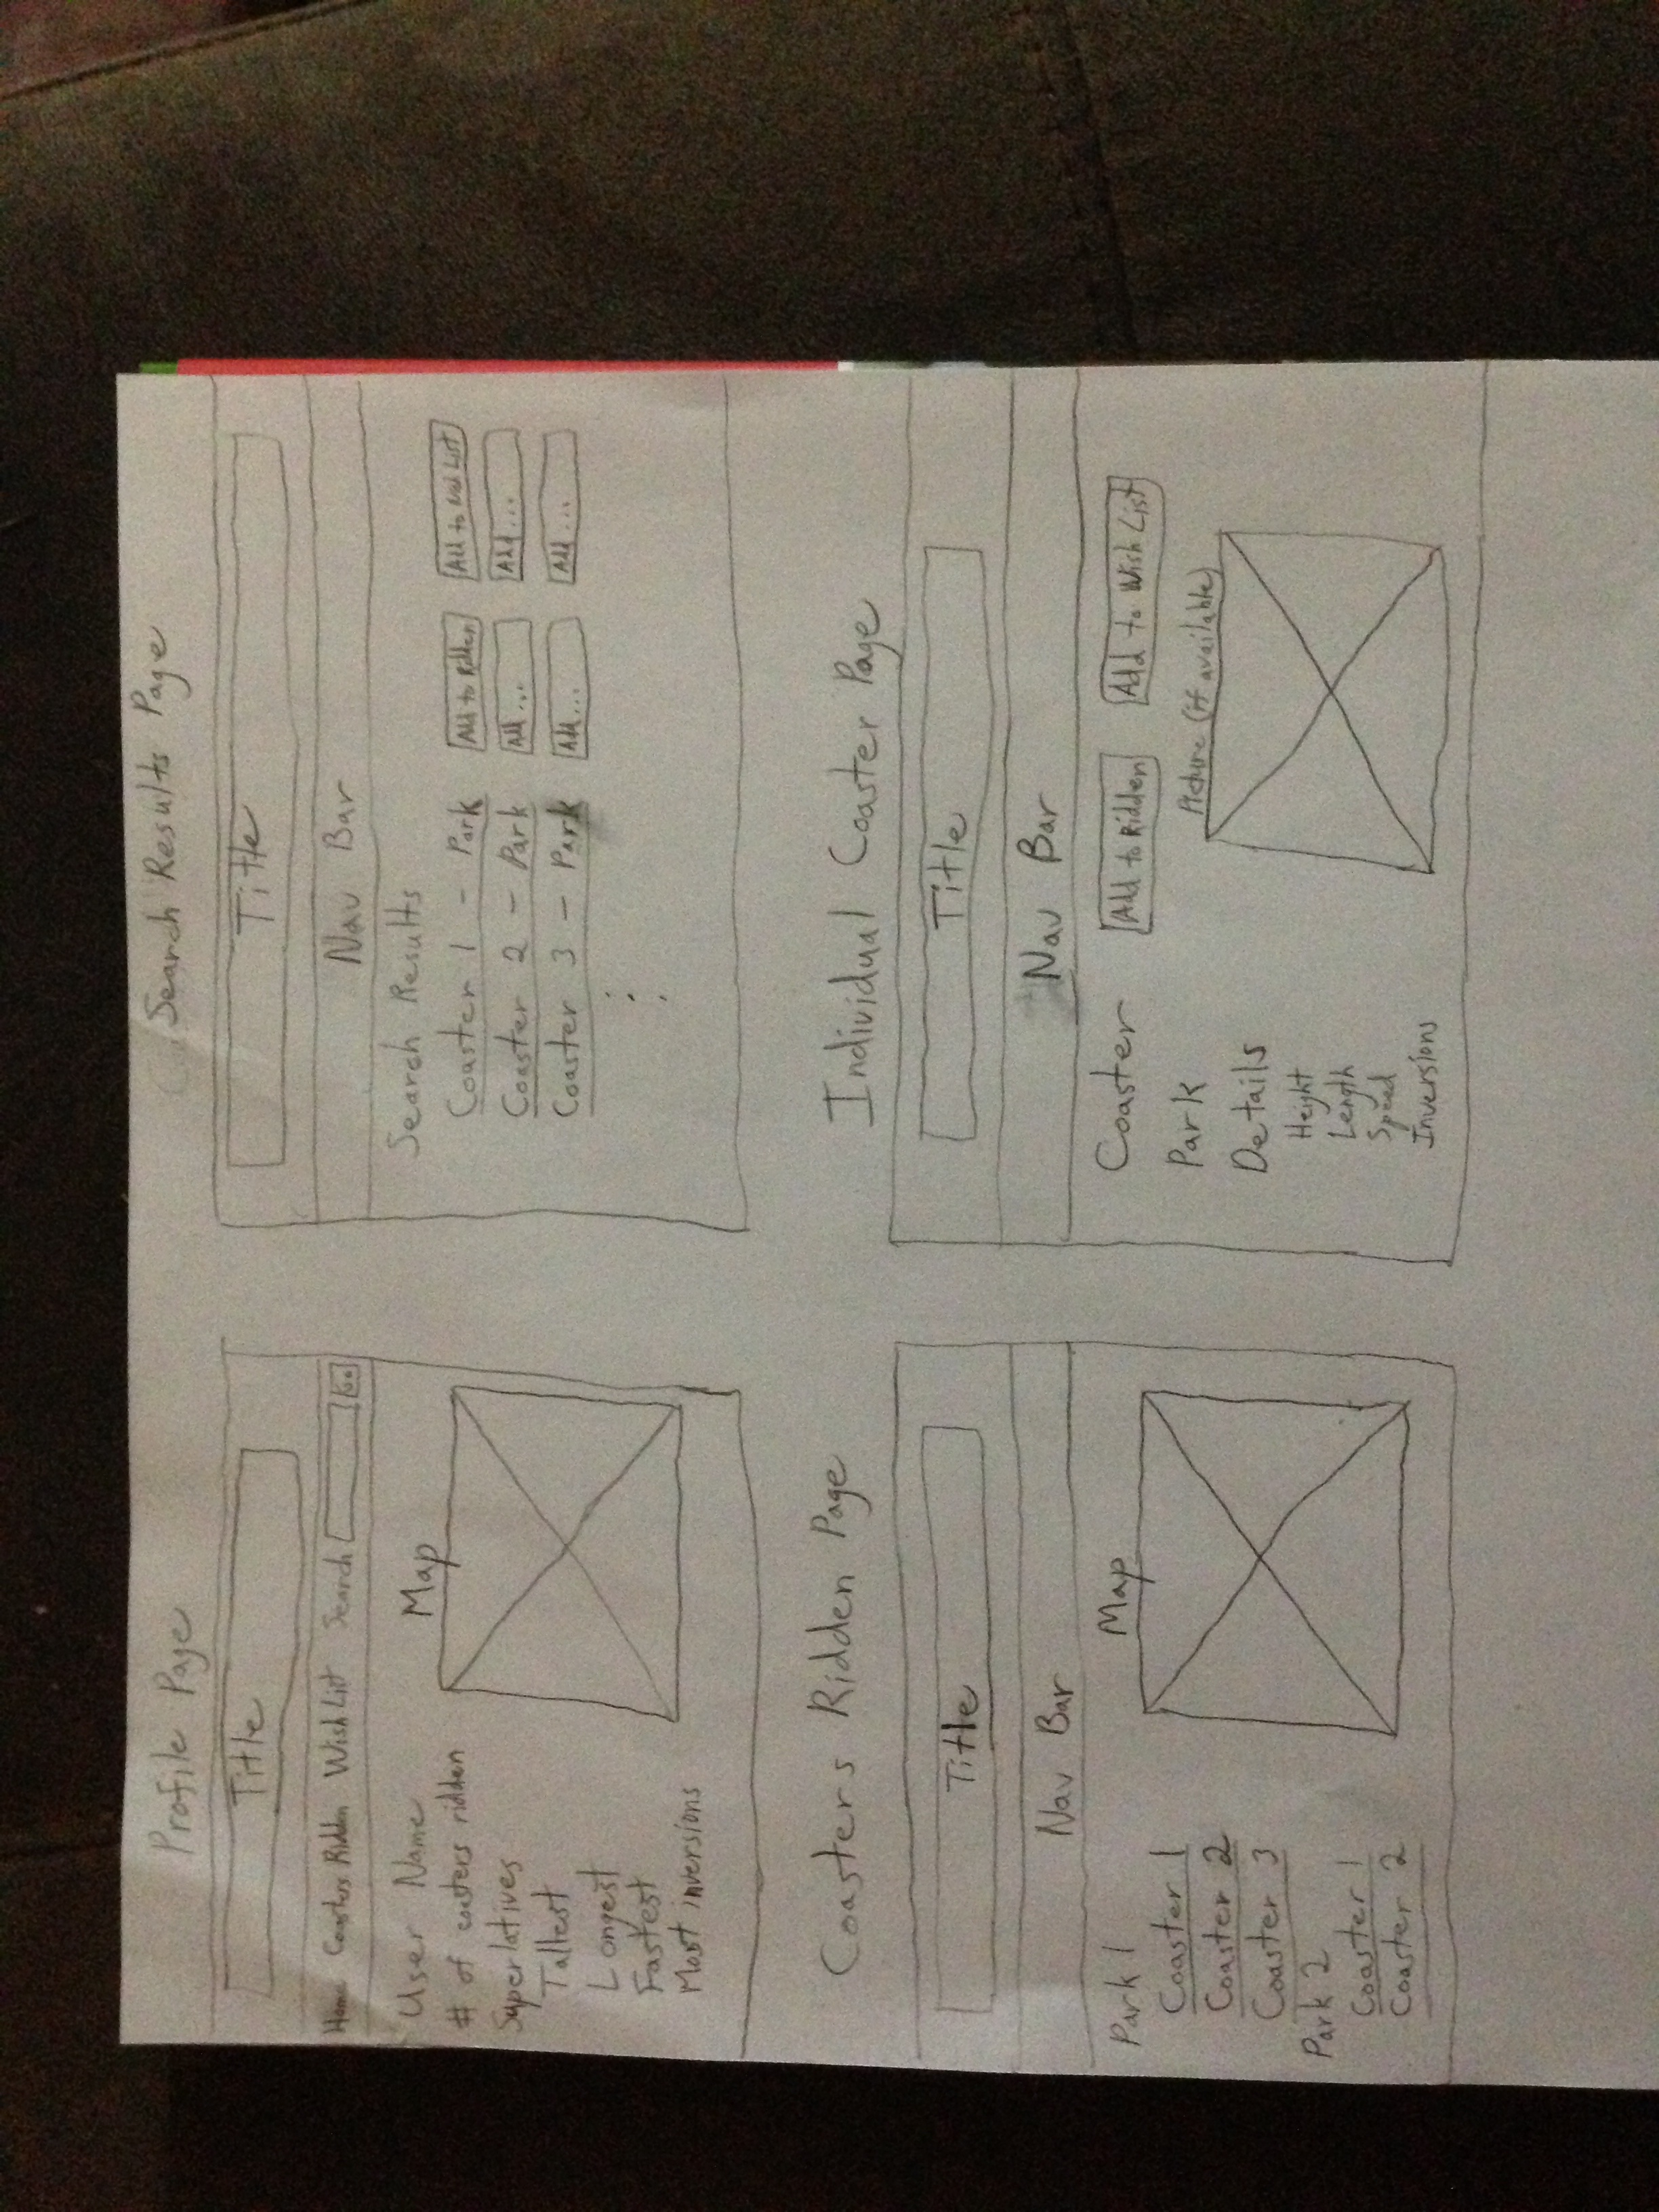 Profile Page
Title
Home Coasters Ridden Wish List Search Go
User Name
# of coasters ridden
Superlatives
Tallest
Longest
Fastest
Most inversions
Map
Search Results Page
Title
Nav Bar
Search Results
Coaster 1 - Park Add to Ridden Add to Wish List
Coaster 2 - Park Add ... Add ...
Coaster 3 - Park Add ... Add ...
Coasters Ridden Page
Title
Nav Bar
Park 1
Coaster 1
Coaster 2
Coaster 3
Park 2
Coaster 1
Coaster 2
Map
Individual Coaster Page
Title
Nav Bar
Coaster Add to Ridden Add to Wish List
Park
Details
Height
Length
Speed
Inversions
Picture (if available)